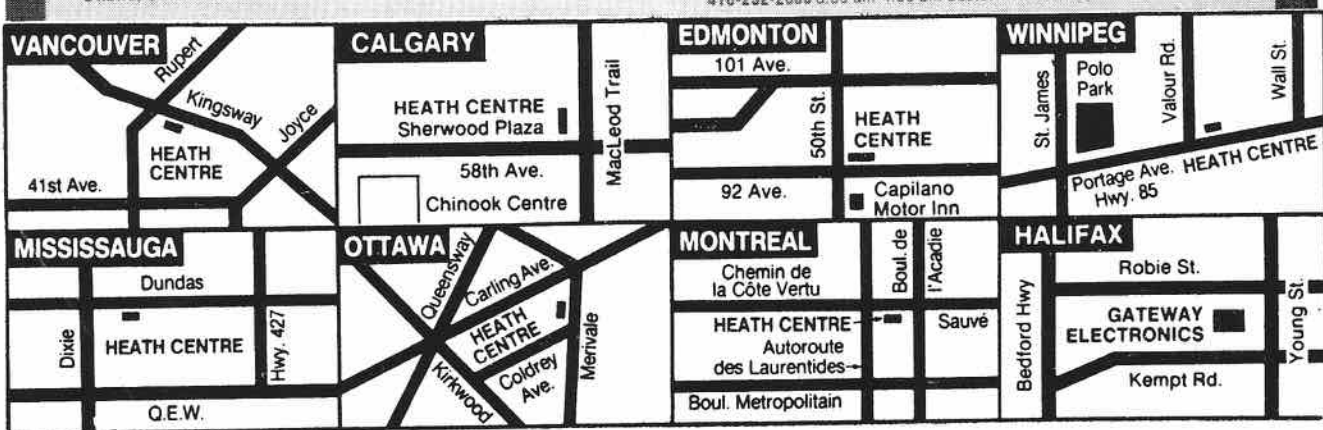 VANCOUVER
Rupert
Kingsway
Joyce
HEATH
CENTRE
41st Ave.
CALGARY
HEATH CENTRE
Sherwood Plaza
MacLeod Trail
58th Ave.
Chinook Centre
EDMONTON
101 Ave.
50th St.
HEATH
CENTRE
92 Ave.
Capilano
Motor Inn
WINNIPEG
St. James
Polo
Park
Valour Rd.
Wall St.
Portage Ave.
Hwy. 85
HEATH CENTRE
MISSISSAUGA
Dundas
Dixie
HEATH CENTRE
Hwy. 427
Q.E.W.
OTTAWA
Queensway
Carling Ave.
HEATH
CENTRE
Coldrey
Ave.
Kirkwood
Merivale
MONTREAL
Chemin de
la Côte Vertu
Boul. de
l'Acadie
HEATH CENTRE
Sauvé
Autoroute
des Laurentides
Boul. Metropolitain
HALIFAX
Bedford Hwy
Robie St.
GATEWAY
ELECTRONICS
Young St.
Kempt Rd.